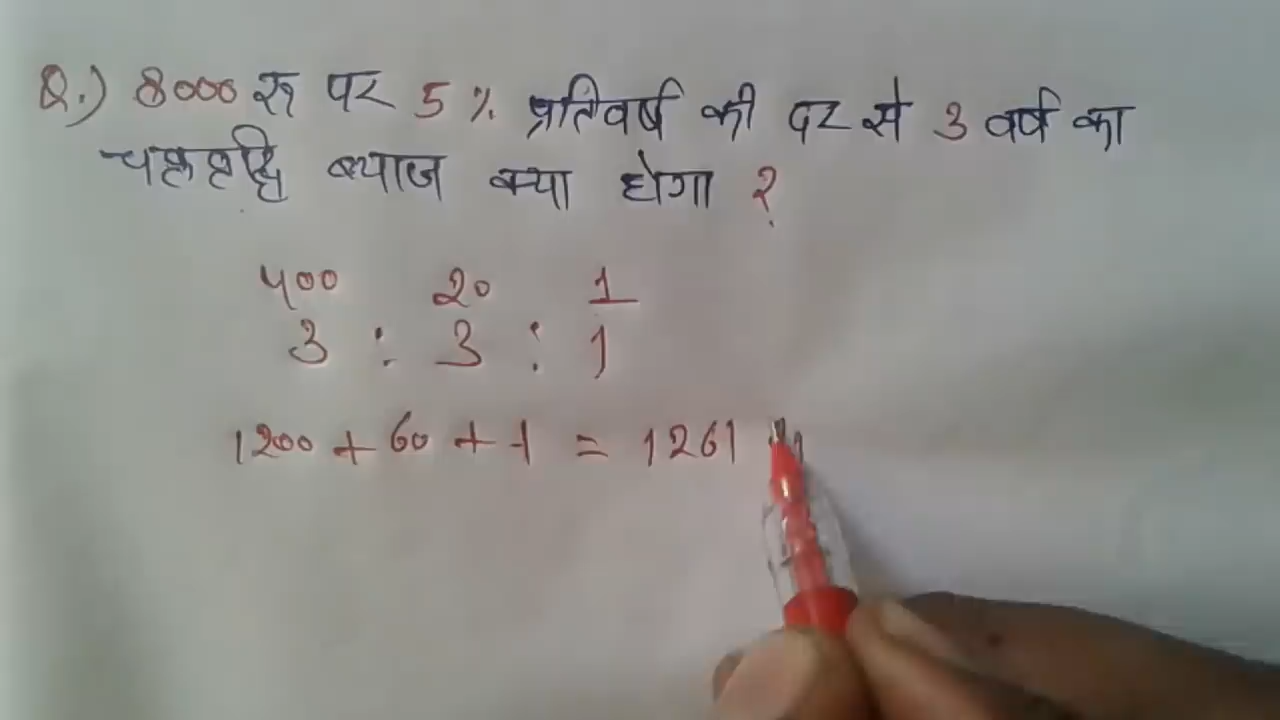 Q.) 8000 रू पर 5 % प्रतिवर्ष की दर से 3 वर्ष का
चक्रवृद्धि ब्याज क्या होगा ?
400 20 1
3 : 3 : 1
1200 + 60 + 1 = 1261